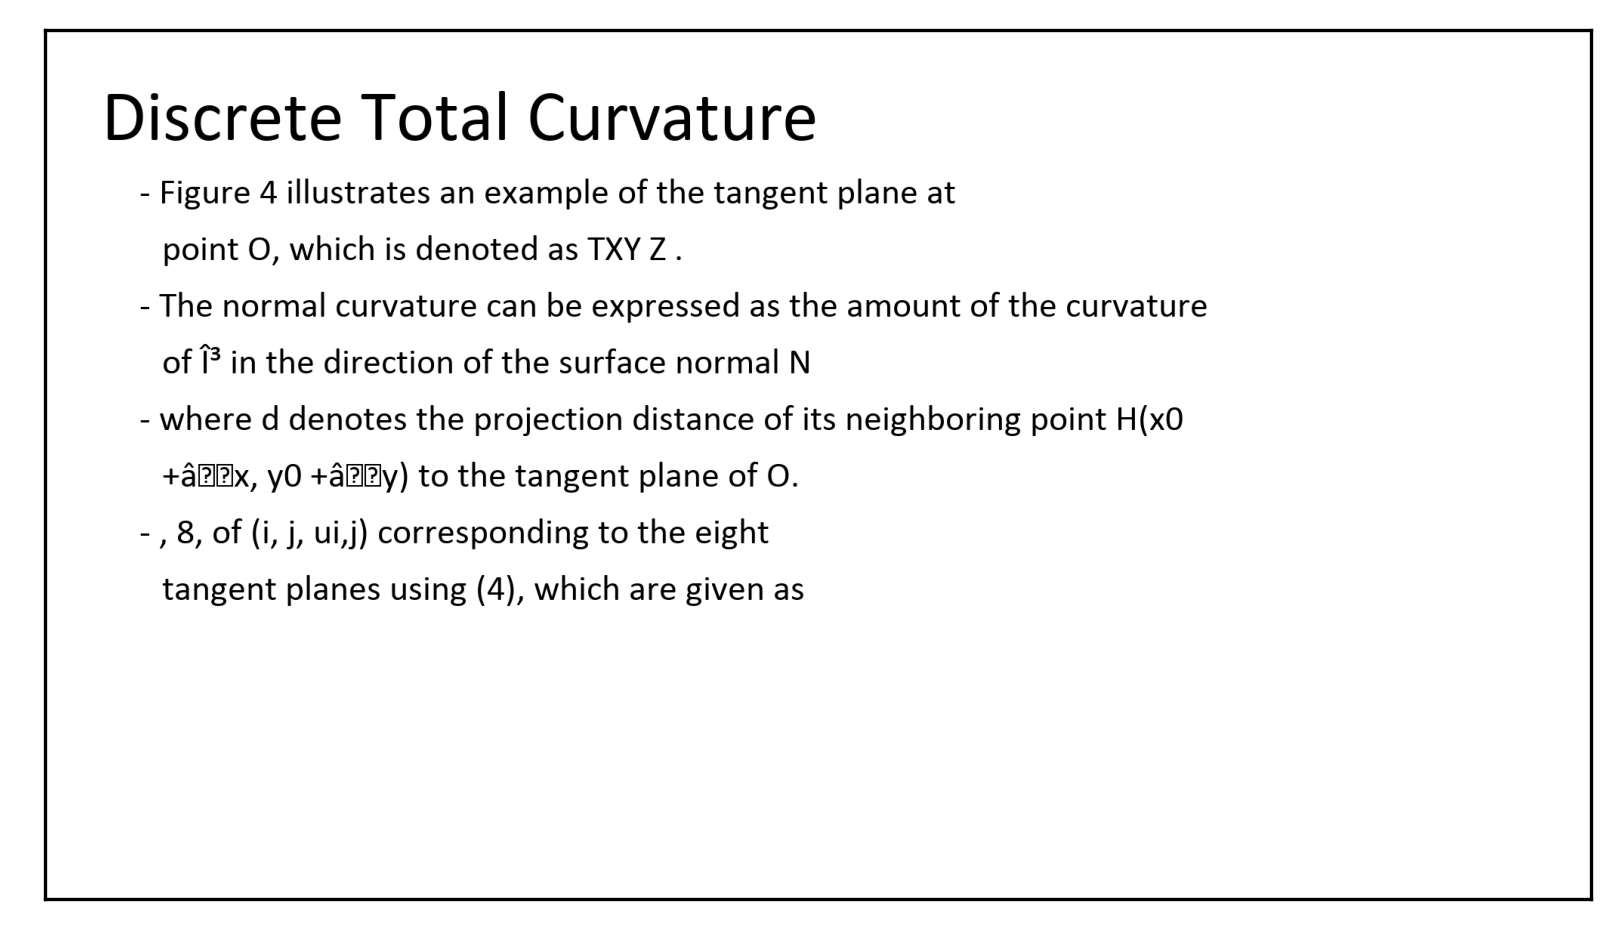 Discrete Total Curvature
- Figure 4 illustrates an example of the tangent plane at
point O, which is denoted as TXY Z .
- The normal curvature can be expressed as the amount of the curvature
of Î³ in the direction of the surface normal N
- where d denotes the projection distance of its neighboring point H(x0
+â��x, y0 +â��y) to the tangent plane of O.
- , 8, of (i, j, ui,j) corresponding to the eight
tangent planes using (4), which are given as